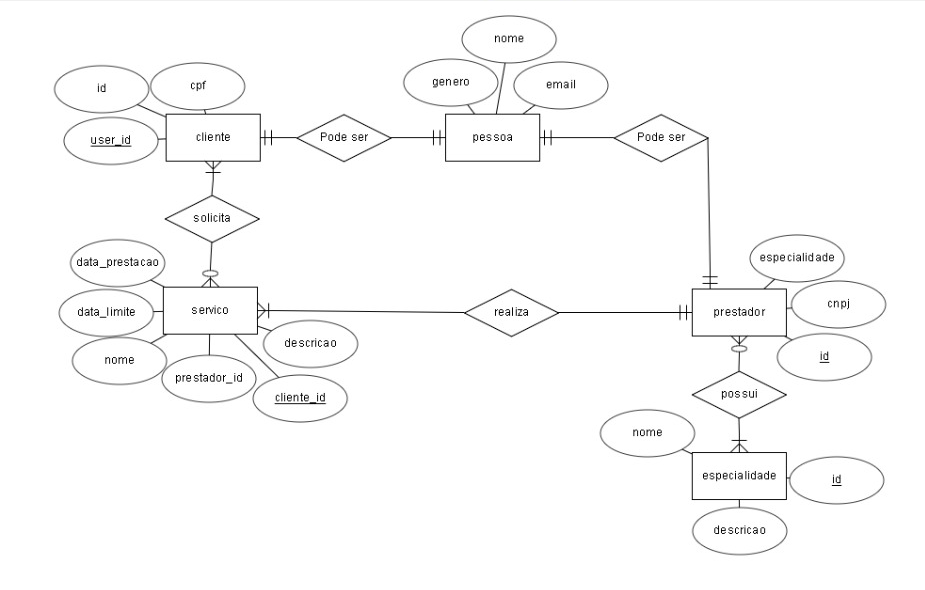 nome
genero
email
id
cpf
user_id
cliente
Pode ser
pessoa
Pode ser
solicita
data_prestacao
data_limite
nome
servico
prestador_id
cliente_id
descricao
realiza
especialidade
prestador
cnpj
id
possui
nome
especialidade
id
descricao